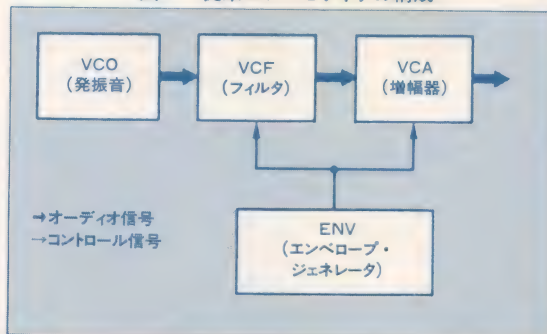 VCO
(発振音)
VCF
(フィルタ)
VCA
(増幅器)
→オーディオ信号
→コントロール信号
ENV
(エンベロープ・
ジェネレータ)